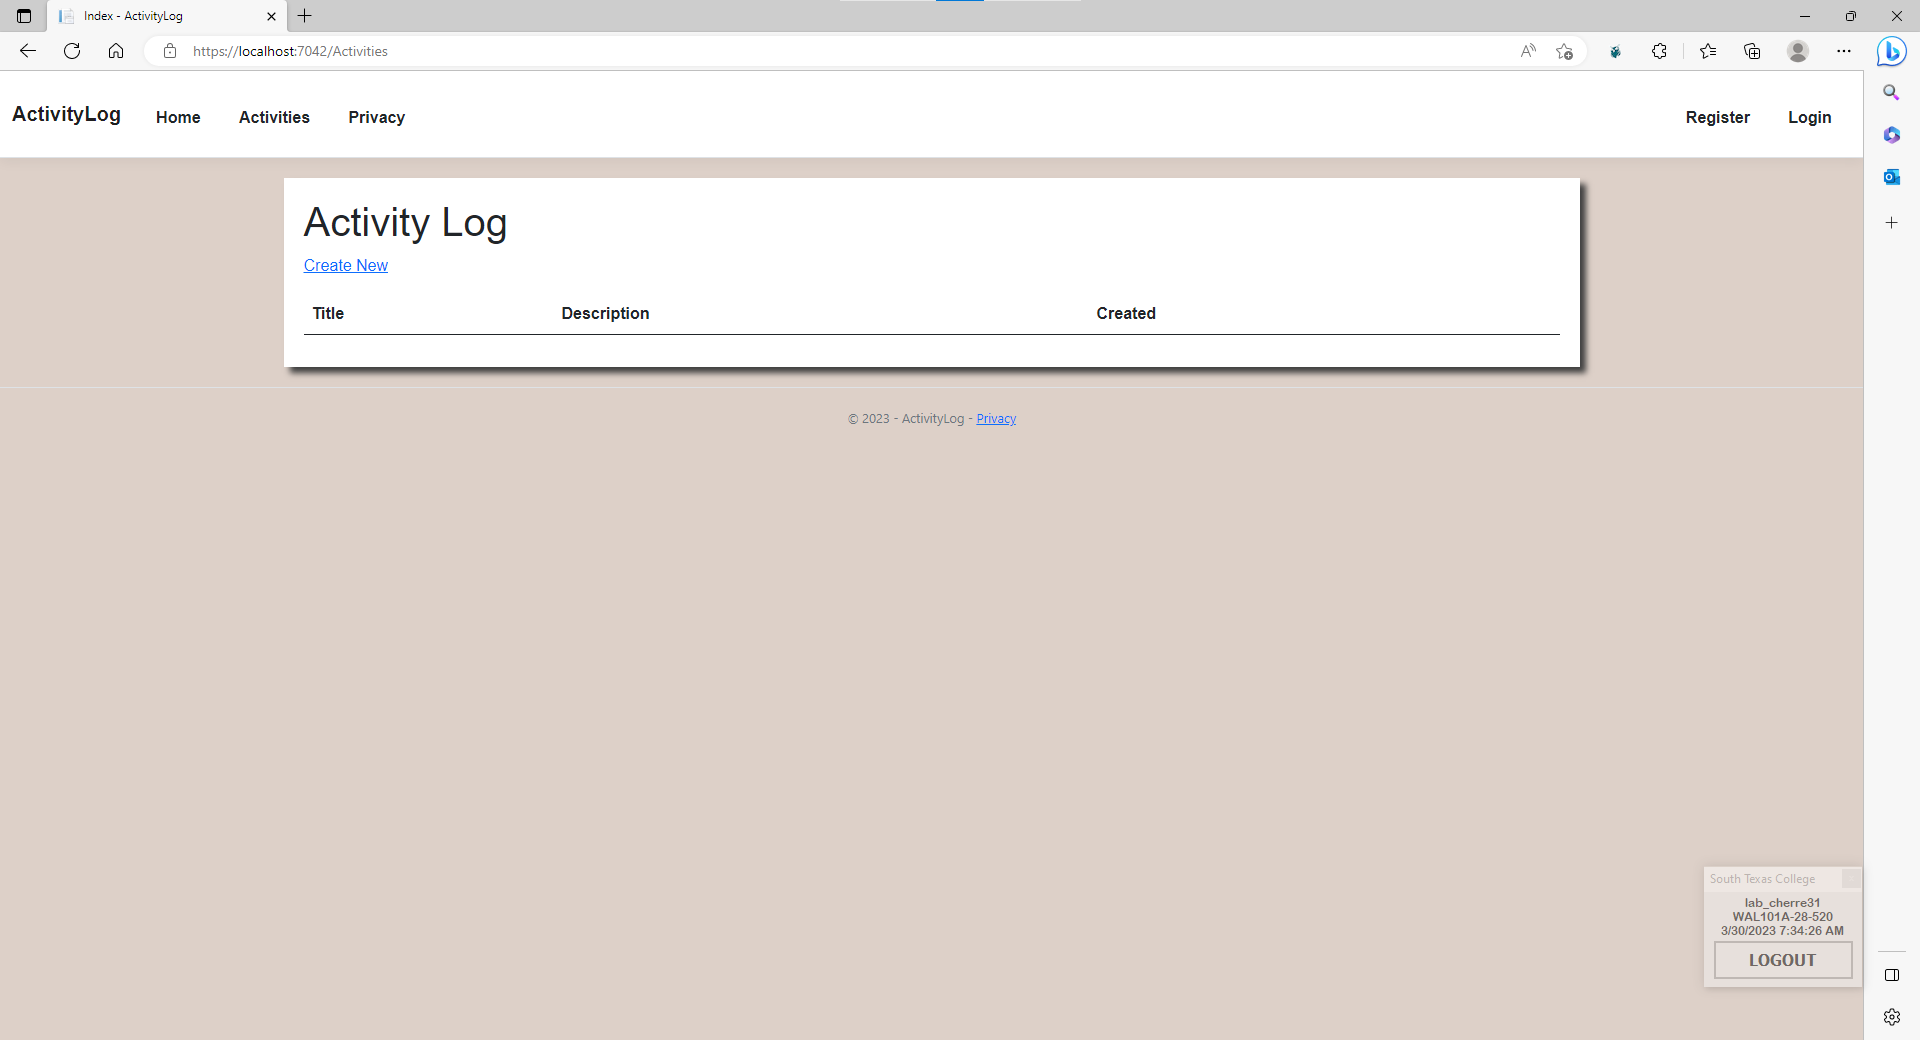 Index - ActivityLog
https://localhost:7042/Activities
ActivityLog Home Activities Privacy Register Login
Activity Log
Create New
Title Description Created
© 2023 - ActivityLog - Privacy
South Texas College
lab_cherre31
WAL101A-28-520
3/30/2023 7:34:26 AM
LOGOUT